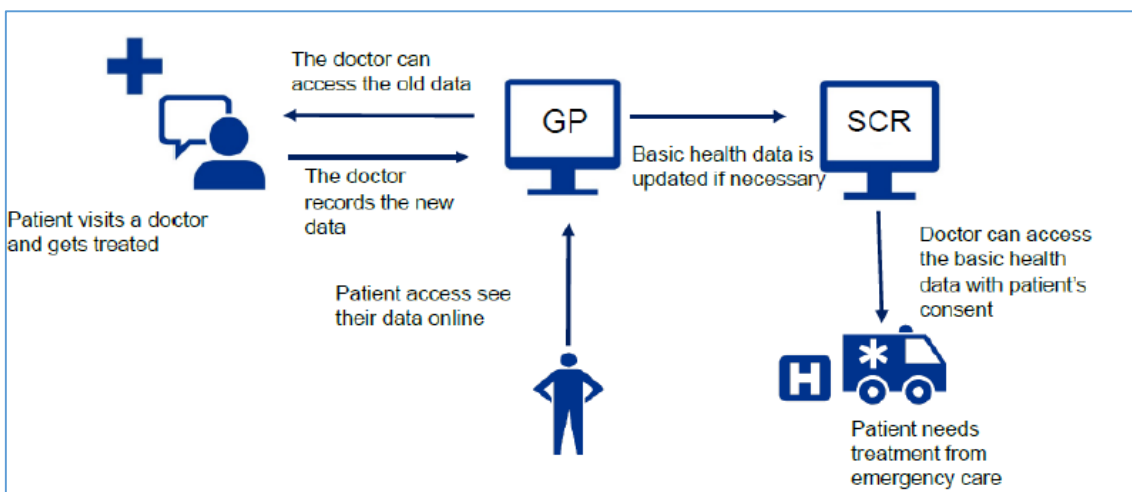 The doctor can
access the old data
GP
SCR
Basic health data is
updated if necessary
The doctor
records the new
data
Patient visits a doctor
and gets treated
Doctor can access
the basic health
data with patient's
consent
Patient access see
their data online
H
Patient needs
treatment from
emergency care